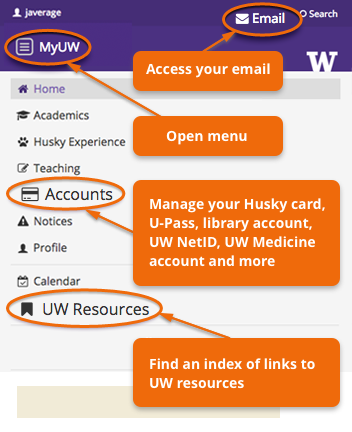 javerage
Email
Search
MyUW
W
Access your email
Home
Academics
Open menu
Husky Experience
Teaching
Accounts
Manage your Husky card,
U-Pass, library account,
UW NetID, UW Medicine
account and more
Notices
Profile
Calendar
UW Resources
Find an index of links to
UW resources